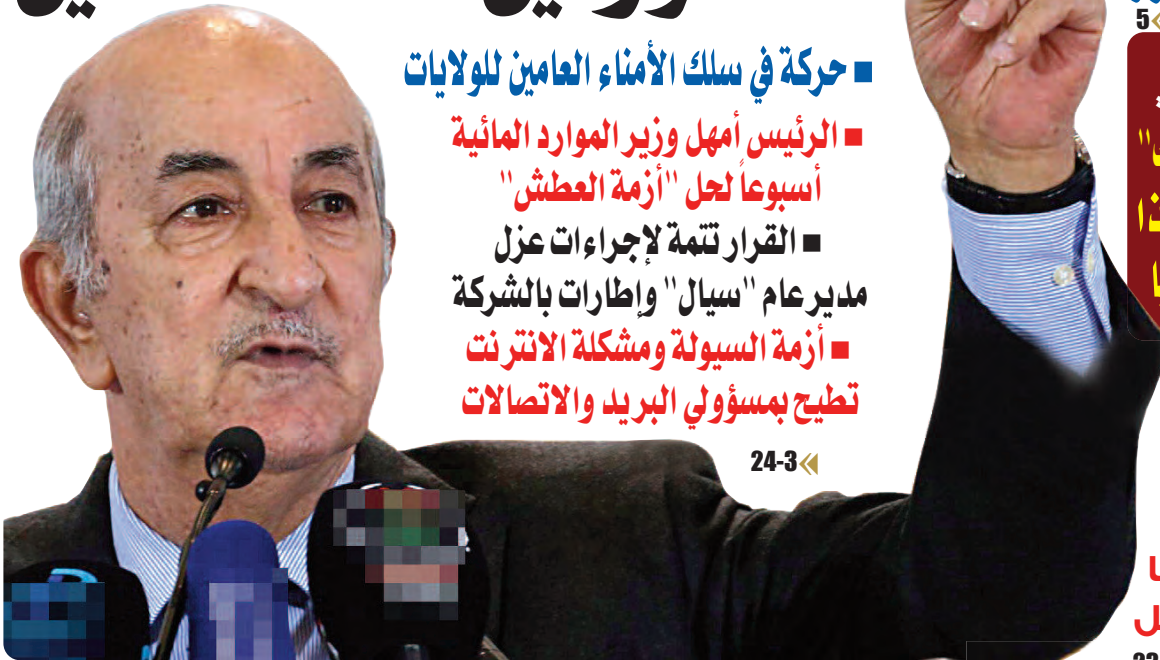 5
■ حركة في سلك الأمناء العامين للولايات
■ الرئيس أمهل وزير الموارد المائية
أسبوعاً لحل "أزمة العطش"
■ القرار تتمة لإجراءات عزل
مدير عام "سيال" وإطارات بالشركة
■ أزمة السيولة ومشكلة الانترنت
تطيح بمسؤولي البريد والاتصالات
24-3